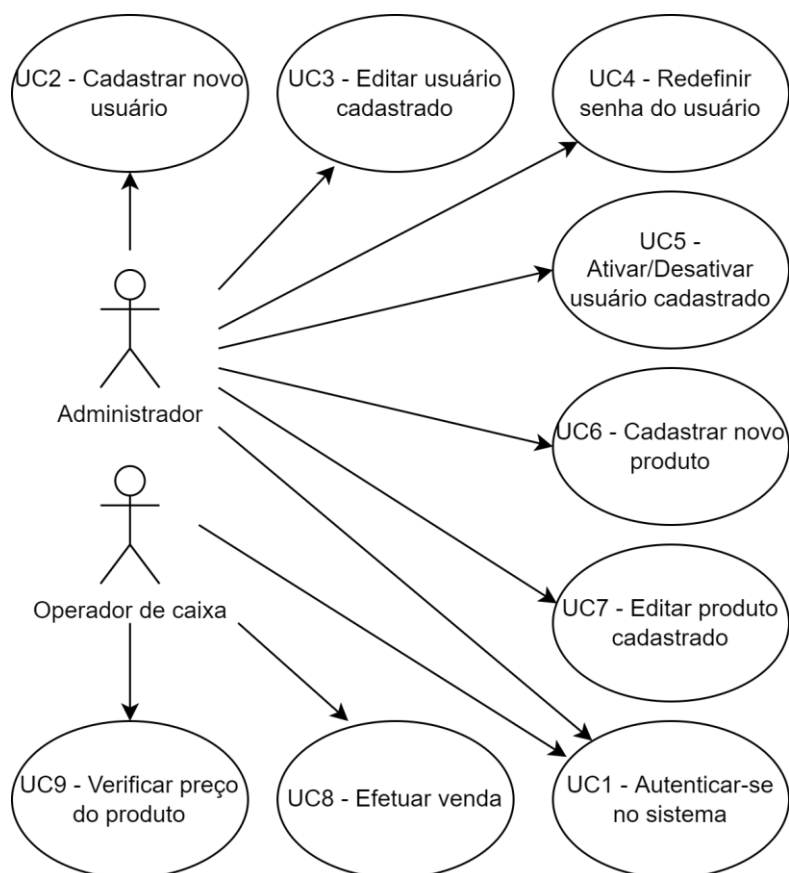 UC2 - Cadastrar novo
usuário
UC3 - Editar usuário
cadastrado
UC4 - Redefinir
senha do usuário
UC5 -
Ativar/Desativar
usuário cadastrado
Administrador
UC6 - Cadastrar novo
produto
Operador de caixa
UC7 - Editar produto
cadastrado
UC9 - Verificar preço
do produto
UC8 - Efetuar venda
UC1 - Autenticar-se
no sistema